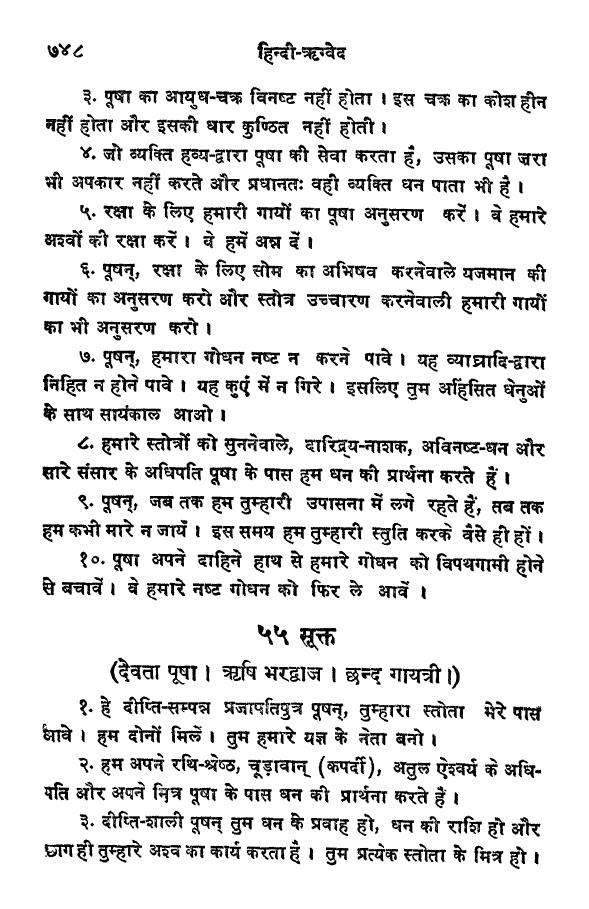 ७४८ हिन्दी-ऋग्वेद
३. पूषा का आयुध-चक्र विनष्ट नहीं होता । इस चक्र का कोश हीन
नहीं होता और इसकी धार कुण्ठित नहीं होती ।
४. जो व्यक्ति हव्य-द्वारा पूषा की सेवा करता है, उसका पूषा ज़रा
भी अपकार नहीं करते और प्रधानतः वही व्यक्ति धन पाता भी है ।
५. रक्षा के लिए हमारी गायों का पूषा अनुसरण करें । वे हमारे
अश्वों की रक्षा करें । वे हमें अन्न दें ।
६. पूषन्, रक्षा के लिए सोम का अभिषव करनेवाले यजमान की
गायों का अनुसरण करो और स्तोत्र उच्चारण करनेवाली हमारी गायों
का भी अनुसरण करो ।
७. पूषन्, हमारा गोधन नष्ट न करने पावे । यह व्याघ्रादि-द्वारा
निहित न होने पावे । यह कुएं में न गिरे । इसलिए तुम अहिंसित धेनुओं
के साथ सायंकाल आओ ।
८. हमारे स्तोत्रों को सुननेवाले, दारिद्र्य-नाशक, अविनष्ट-धन और
सारे संसार के अधिपति पूषा के पास हम धन की प्रार्थना करते हैं ।
९. पूषन्, जब तक हम तुम्हारी उपासना में लगे रहते हैं, तब तक
हम कभी मारे न जायँ । इस समय हम तुम्हारी स्तुति करके वैसे ही हों ।
१०. पूषा अपने दाहिने हाथ से हमारे गोधन को विपथगामी होने
से बचावें । वे हमारे नष्ट गोधन को फिर ले आवें ।
५५ सूक्त
(देवता पूषा । ऋषि भरद्वाज । छन्द गायत्री ।)
१. हे दीप्ति-सम्पन्न प्रजापतिपुत्र पूषन्, तुम्हारा स्तोता मेरे पास
आवे । हम दोनों मिलें । तुम हमारे यज्ञ के नेता बनो ।
२. हम अपने रथि-श्रेष्ठ, चूड़ावान् (कपर्दी), अतुल ऐश्वर्य के अधि-
पति और अपने मित्र पूषा के पास धन की प्रार्थना करते हैं ।
३. दीप्ति-शाली पूषन् तुम धन के प्रवाह हो, धन की राशि हो और
छाग ही तुम्हारे अश्व का कार्य करता है । तुम प्रत्येक स्तोता के मित्र हो ।